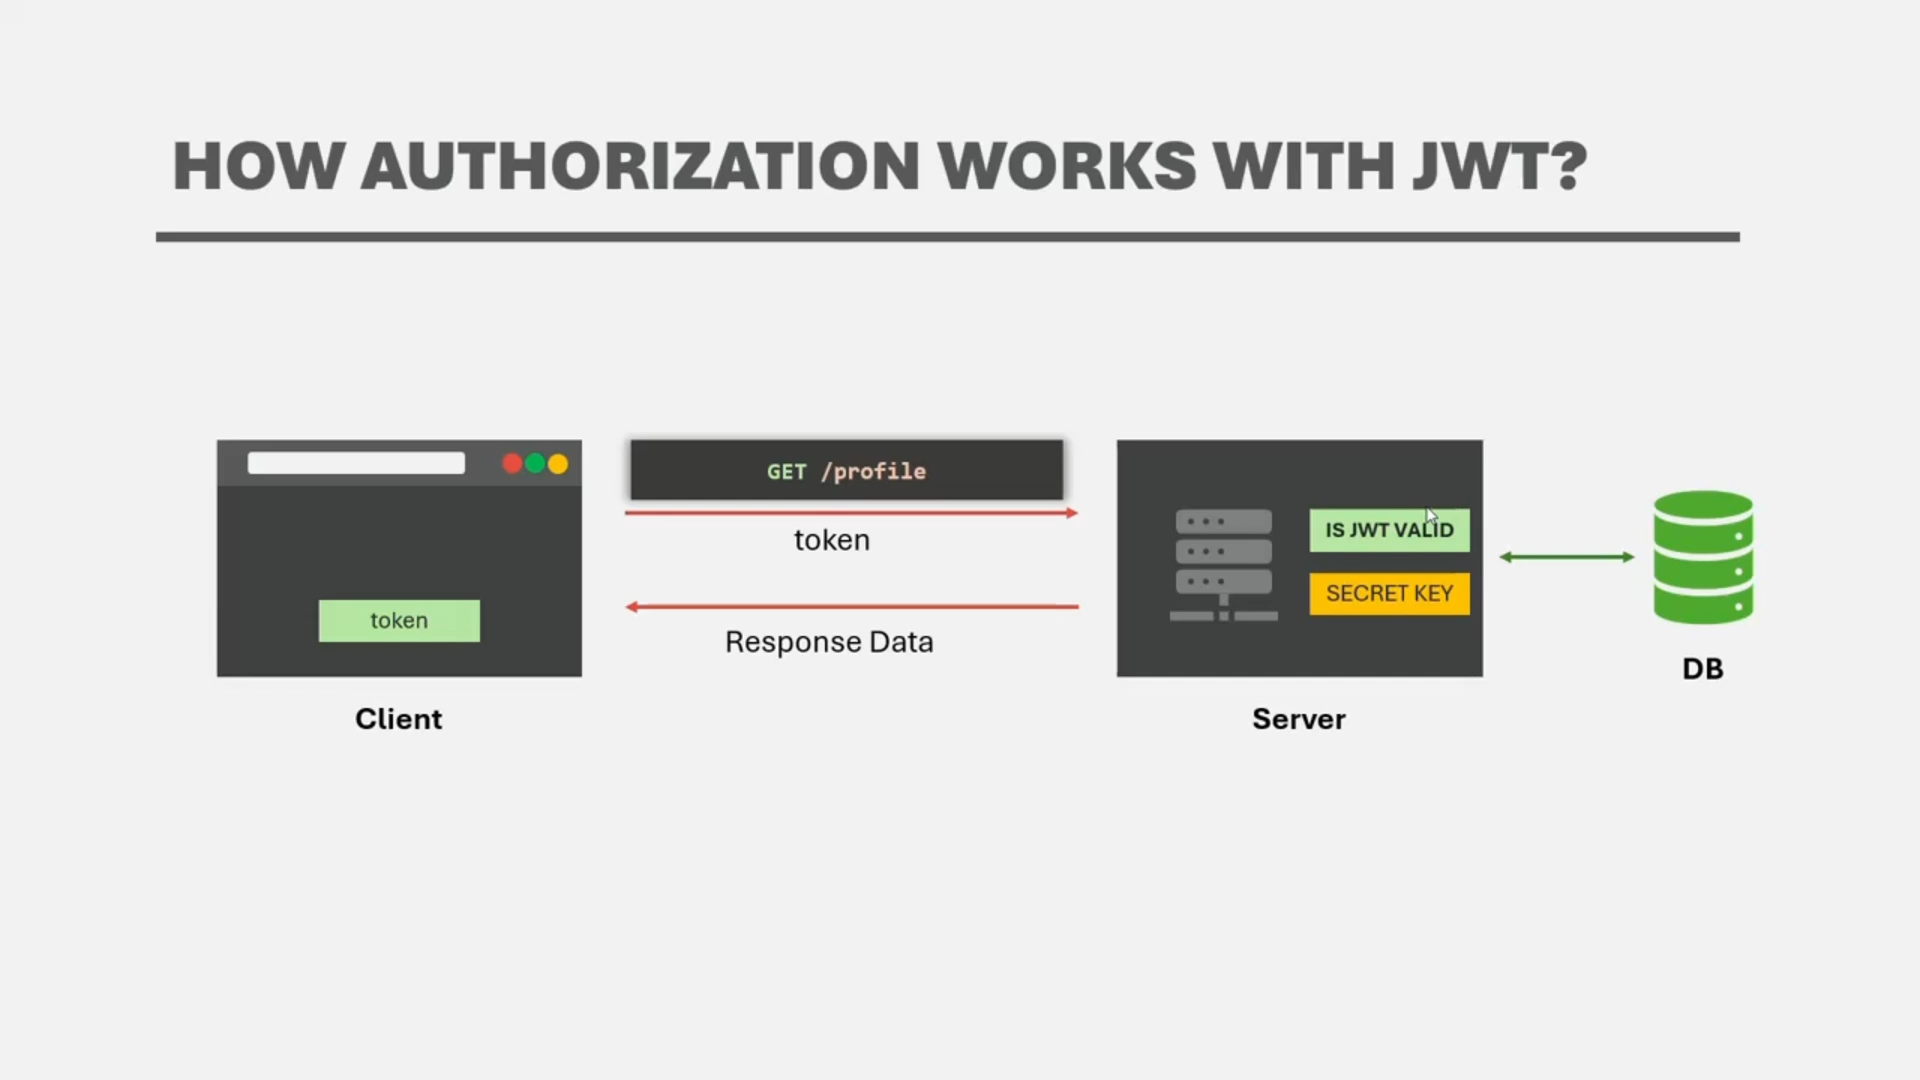 HOW AUTHORIZATION WORKS WITH JWT?
GET /profile
token
Response Data
token
Client
IS JWT VALID
SECRET KEY
Server
DB